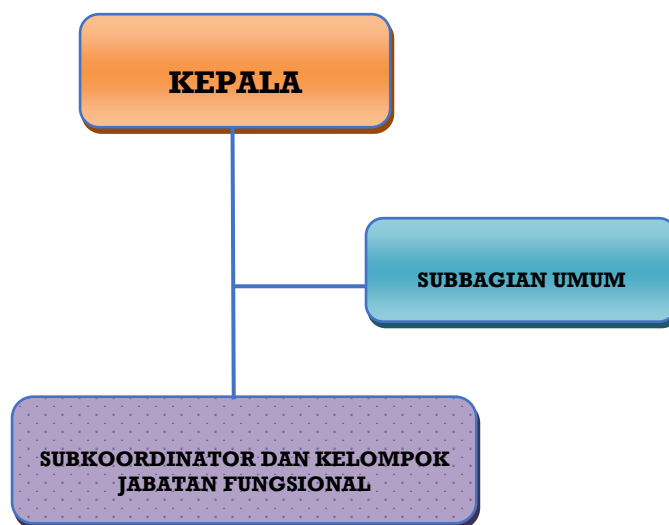 KEPALA
SUBBAGIAN UMUM
SUBKOORDINATOR DAN KELOMPOK
JABATAN FUNGSIONAL